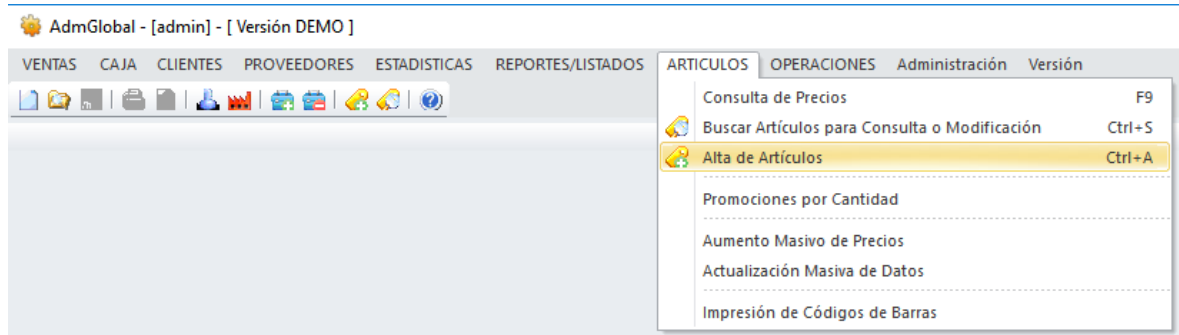 AdmGlobal - [admin] - [ Versión DEMO ]
VENTAS CAJA CLIENTES PROVEEDORES ESTADISTICAS REPORTES/LISTADOS ARTICULOS OPERACIONES Administración Versión
Consulta de Precios F9
Buscar Artículos para Consulta o Modificación Ctrl+S
Alta de Artículos Ctrl+A
Promociones por Cantidad
Aumento Masivo de Precios
Actualización Masiva de Datos
Impresión de Códigos de Barras